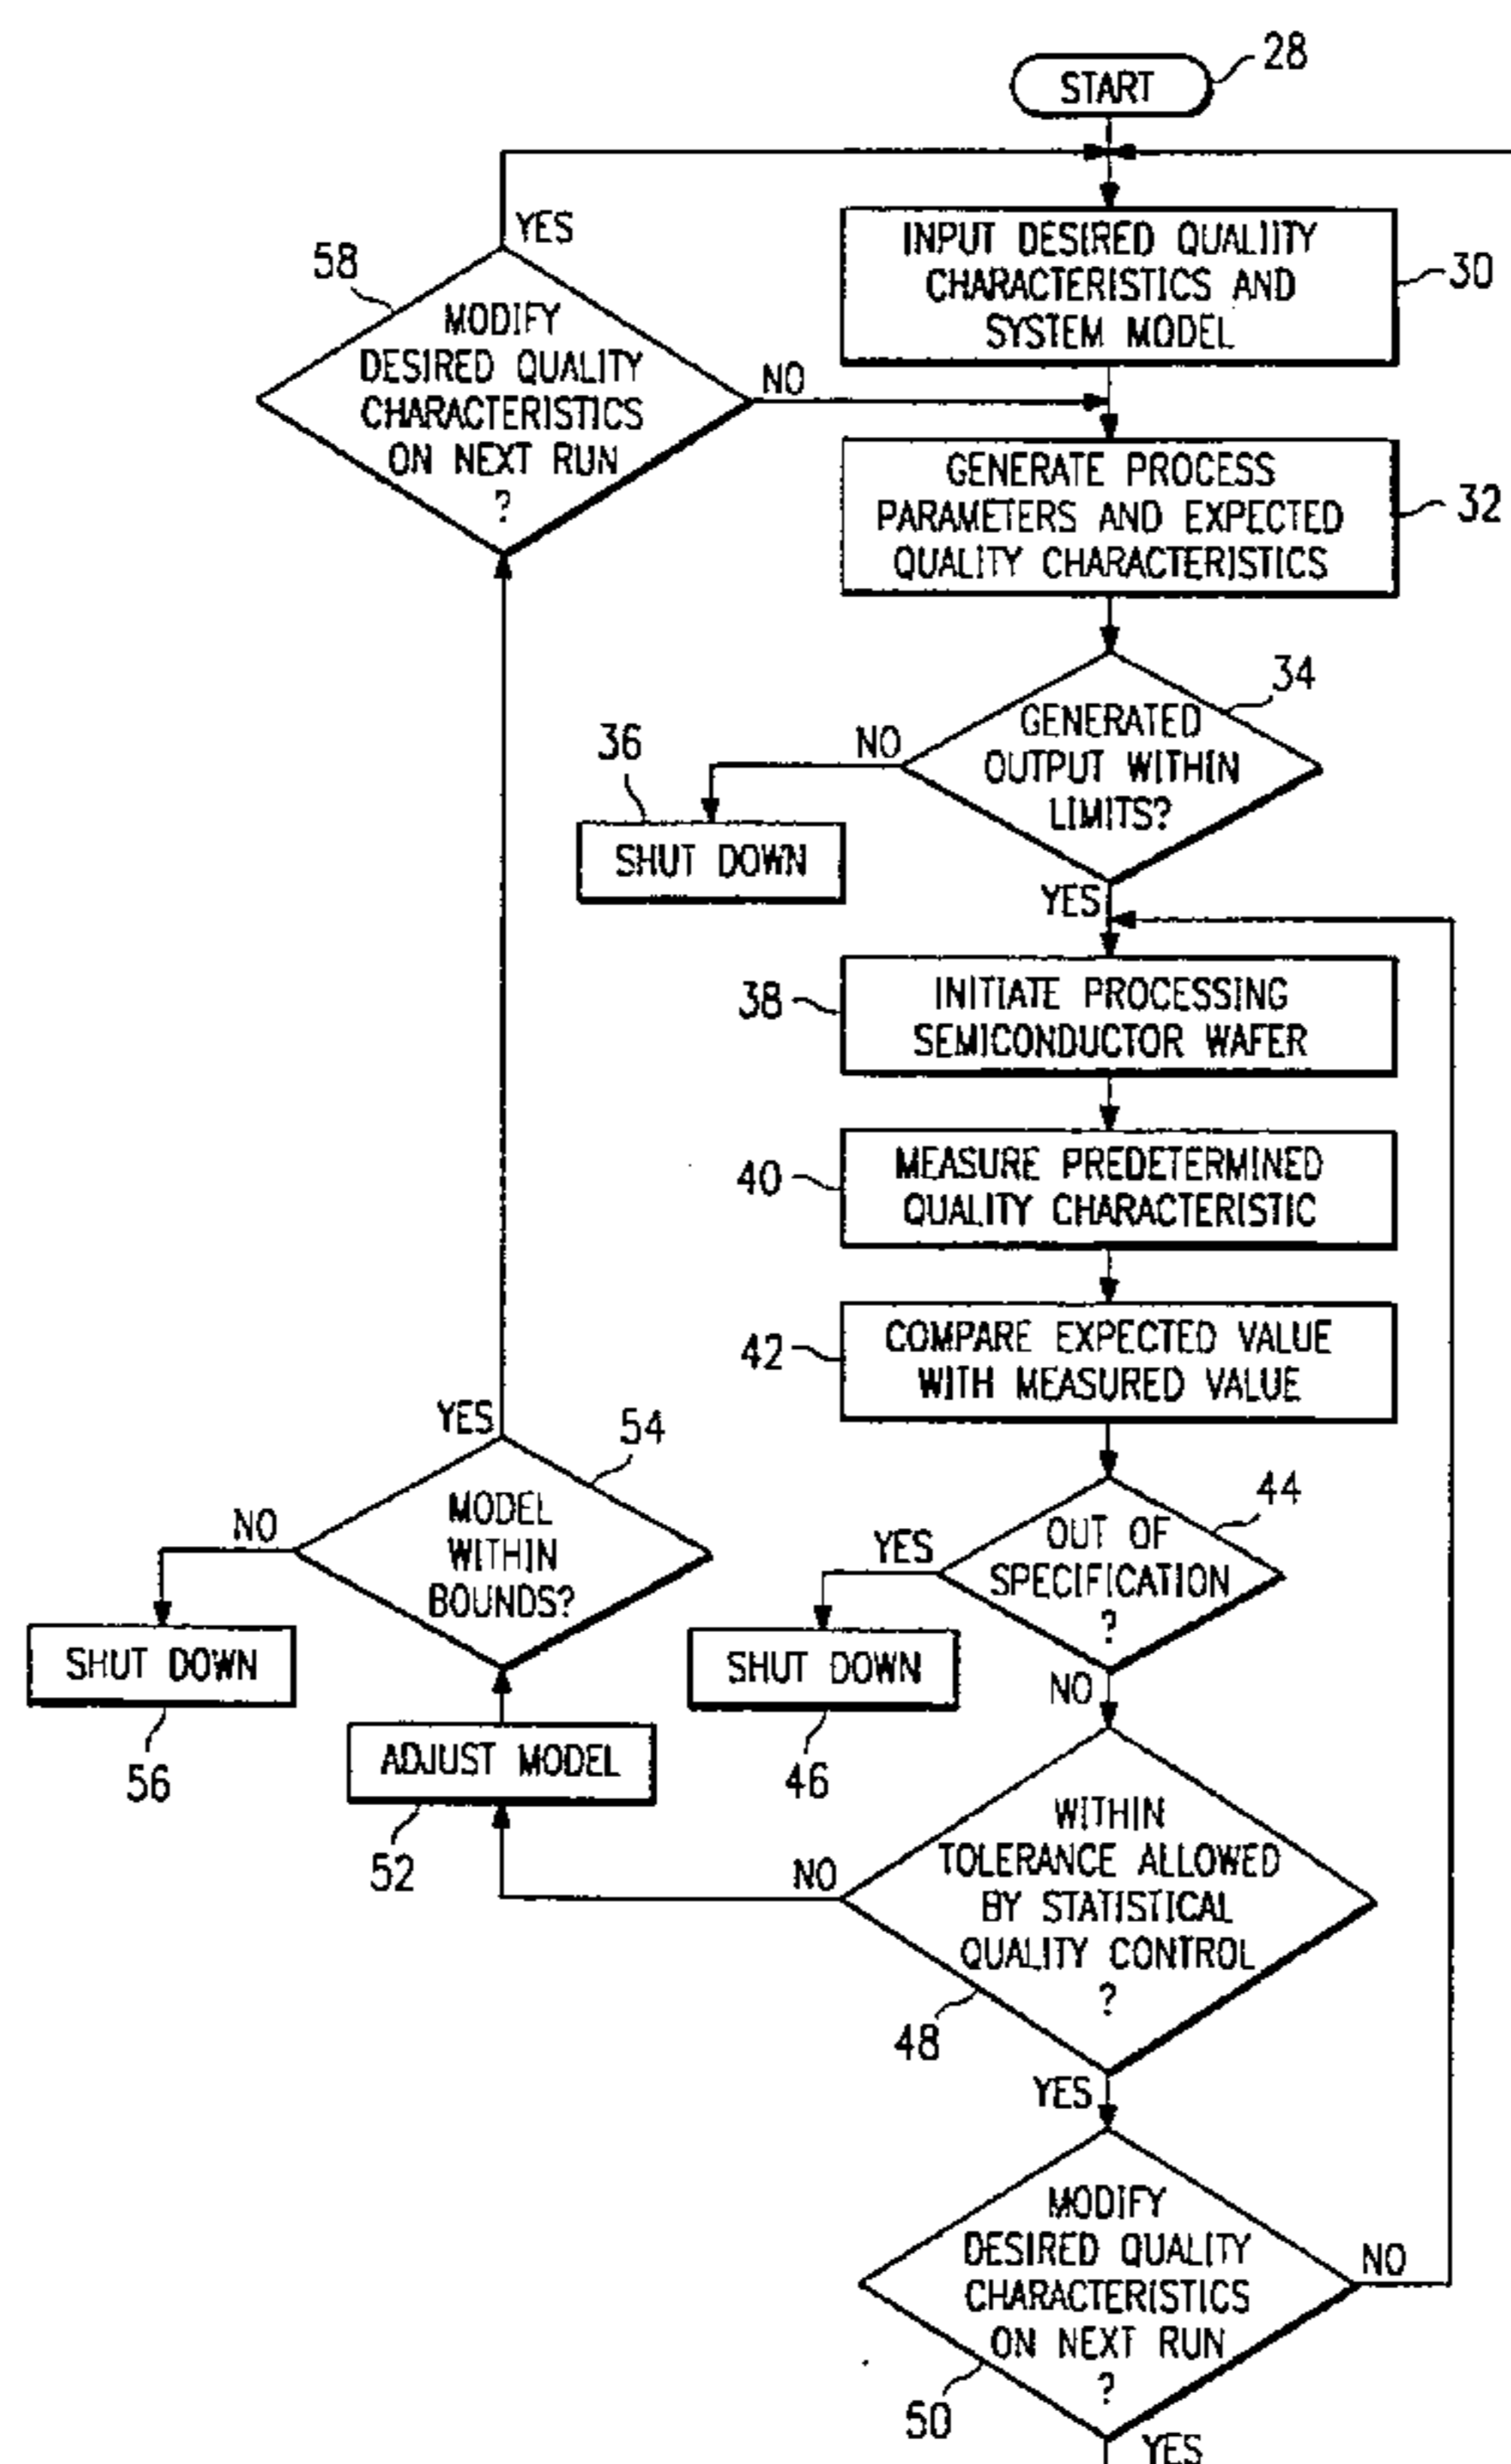 START
28
YES
58
MODIFY
DESIRED QUALITY
CHARACTERISTICS
ON NEXT RUN
?
NO
INPUT DESIRED QUALIITY
CHARACTERISTICS AND
SYSTEM MODEL
30
GENERATE PROCESS
PARAMETERS AND EXPECTED
QUALITY CHARACTERISTICS
32
34
GENERATED
OUTPUT WITHIN
LIMITS?
NO
36
SHUT DOWN
YES
38
INITIATE PROCESSING
SEMICONDUCTOR WAFER
40
MEASURE PREDETERMINED
QUALITY CHARACTERISTIC
42
COMPARE EXPECTED VALUE
WITH MEASURED VALUE
YES
54
MODEL
WITHIN
BOUNDS?
NO
SHUT DOWN
56
ADJUST MODEL
52
44
OUT OF
SPECIFICATION
?
YES
SHUT DOWN
46
NO
WITHIN
TOLERANCE ALLOWED
BY STATISTICAL
QUALITY CONTROL
?
NO
48
YES
MODIFY
DESIRED QUALITY
CHARACTERISTICS
ON NEXT RUN
?
NO
50
YES